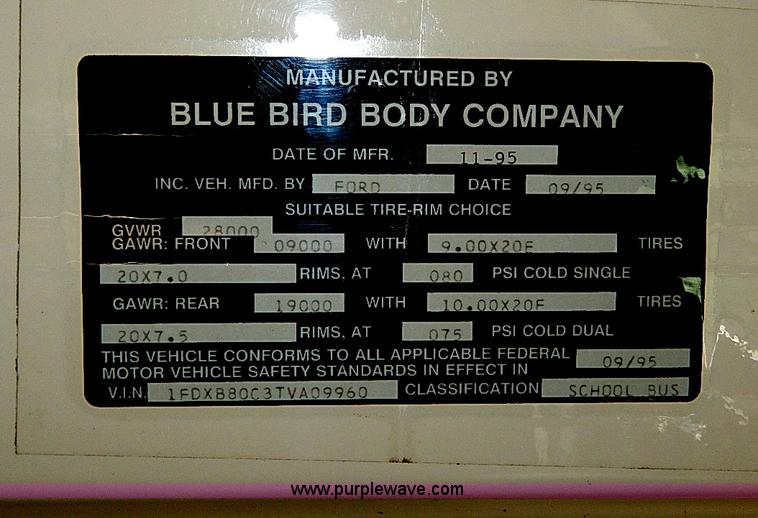 MANUFACTURED BY
BLUE BIRD BODY COMPANY
DATE OF MFR. 11-95
INC. VEH. MFD. BY FORD DATE 09/95
SUITABLE TIRE-RIM CHOICE
GVWR 28000
GAWR: FRONT 09000 WITH 9.00X20E TIRES
20X7.0 RIMS, AT 080 PSI COLD SINGLE
GAWR: REAR 19000 WITH 10.00X20F TIRES
20X7.5 RIMS, AT 075 PSI COLD DUAL
THIS VEHICLE CONFORMS TO ALL APPLICABLE FEDERAL
MOTOR VEHICLE SAFETY STANDARDS IN EFFECT IN 09/95
V.I.N. 1FDXB80C3TVA09960 CLASSIFICATION SCHOOL BUS
www.purplewave.com